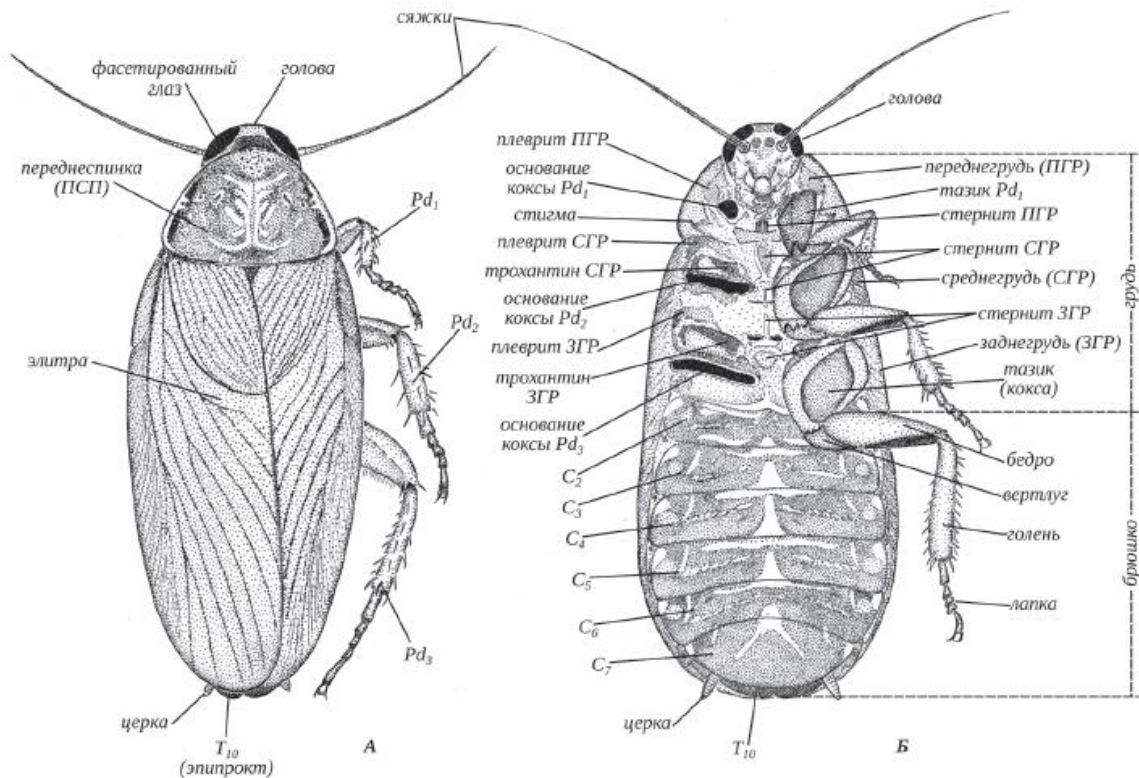 сяжки
фасетированный
глаз
голова
переднеспинка
(ПСП)
Pd₁
Pd₂
элитра
Pd₃
церка
T₁₀
(эпипрокт)
А
голова
плеврит ПГР
основание
коксы Pd₁
стигма
плеврит СГР
трохантин СГР
основание
коксы Pd₂
плеврит ЗГР
трохантин
ЗГР
основание
коксы Pd₃
C₂
C₃
C₄
C₅
C₆
C₇
церка
T₁₀
Б
переднегрудь (ПГР)
тазик Pd₁
стернит ПГР
стернит СГР
среднегрудь (СГР)
стернит ЗГР
заднегрудь (ЗГР)
тазик
(кокса)
бедро
вертлуг
голень
лапка
грудь
брюшко